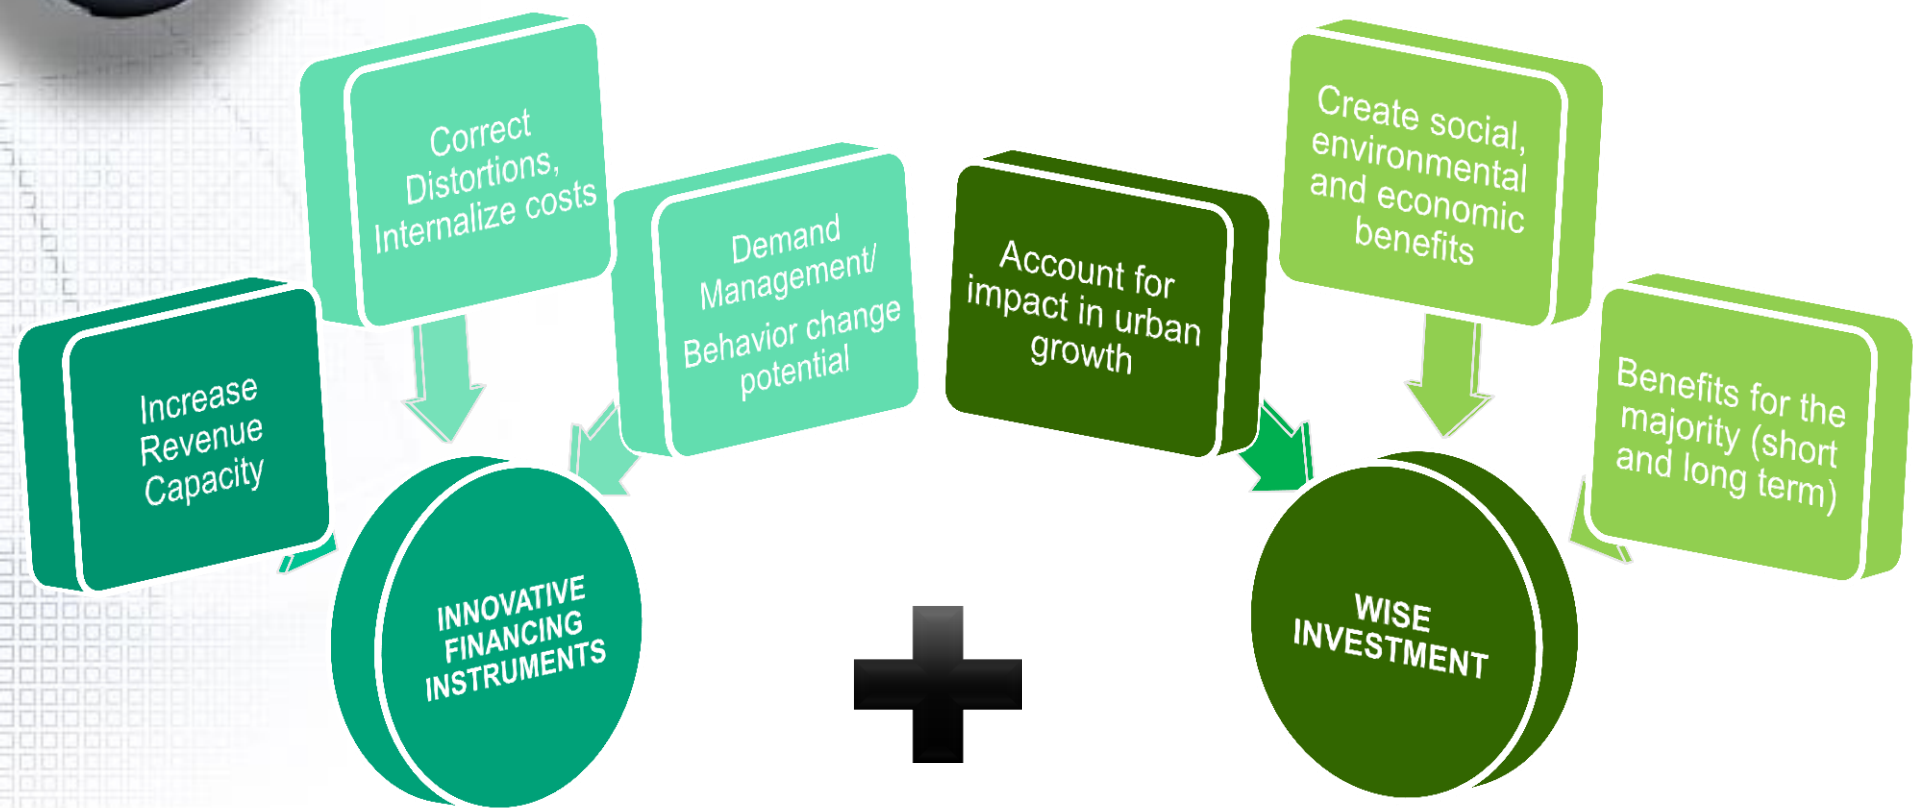 Increase
Revenue
Capacity
Correct
Distortions,
Internalize costs
Demand
Management/
Behavior change
potential
INNOVATIVE
FINANCING
INSTRUMENTS
Account for
impact in urban
growth
Create social,
environmental
and economic
benefits
Benefits for the
majority (short
and long term)
WISE
INVESTMENT